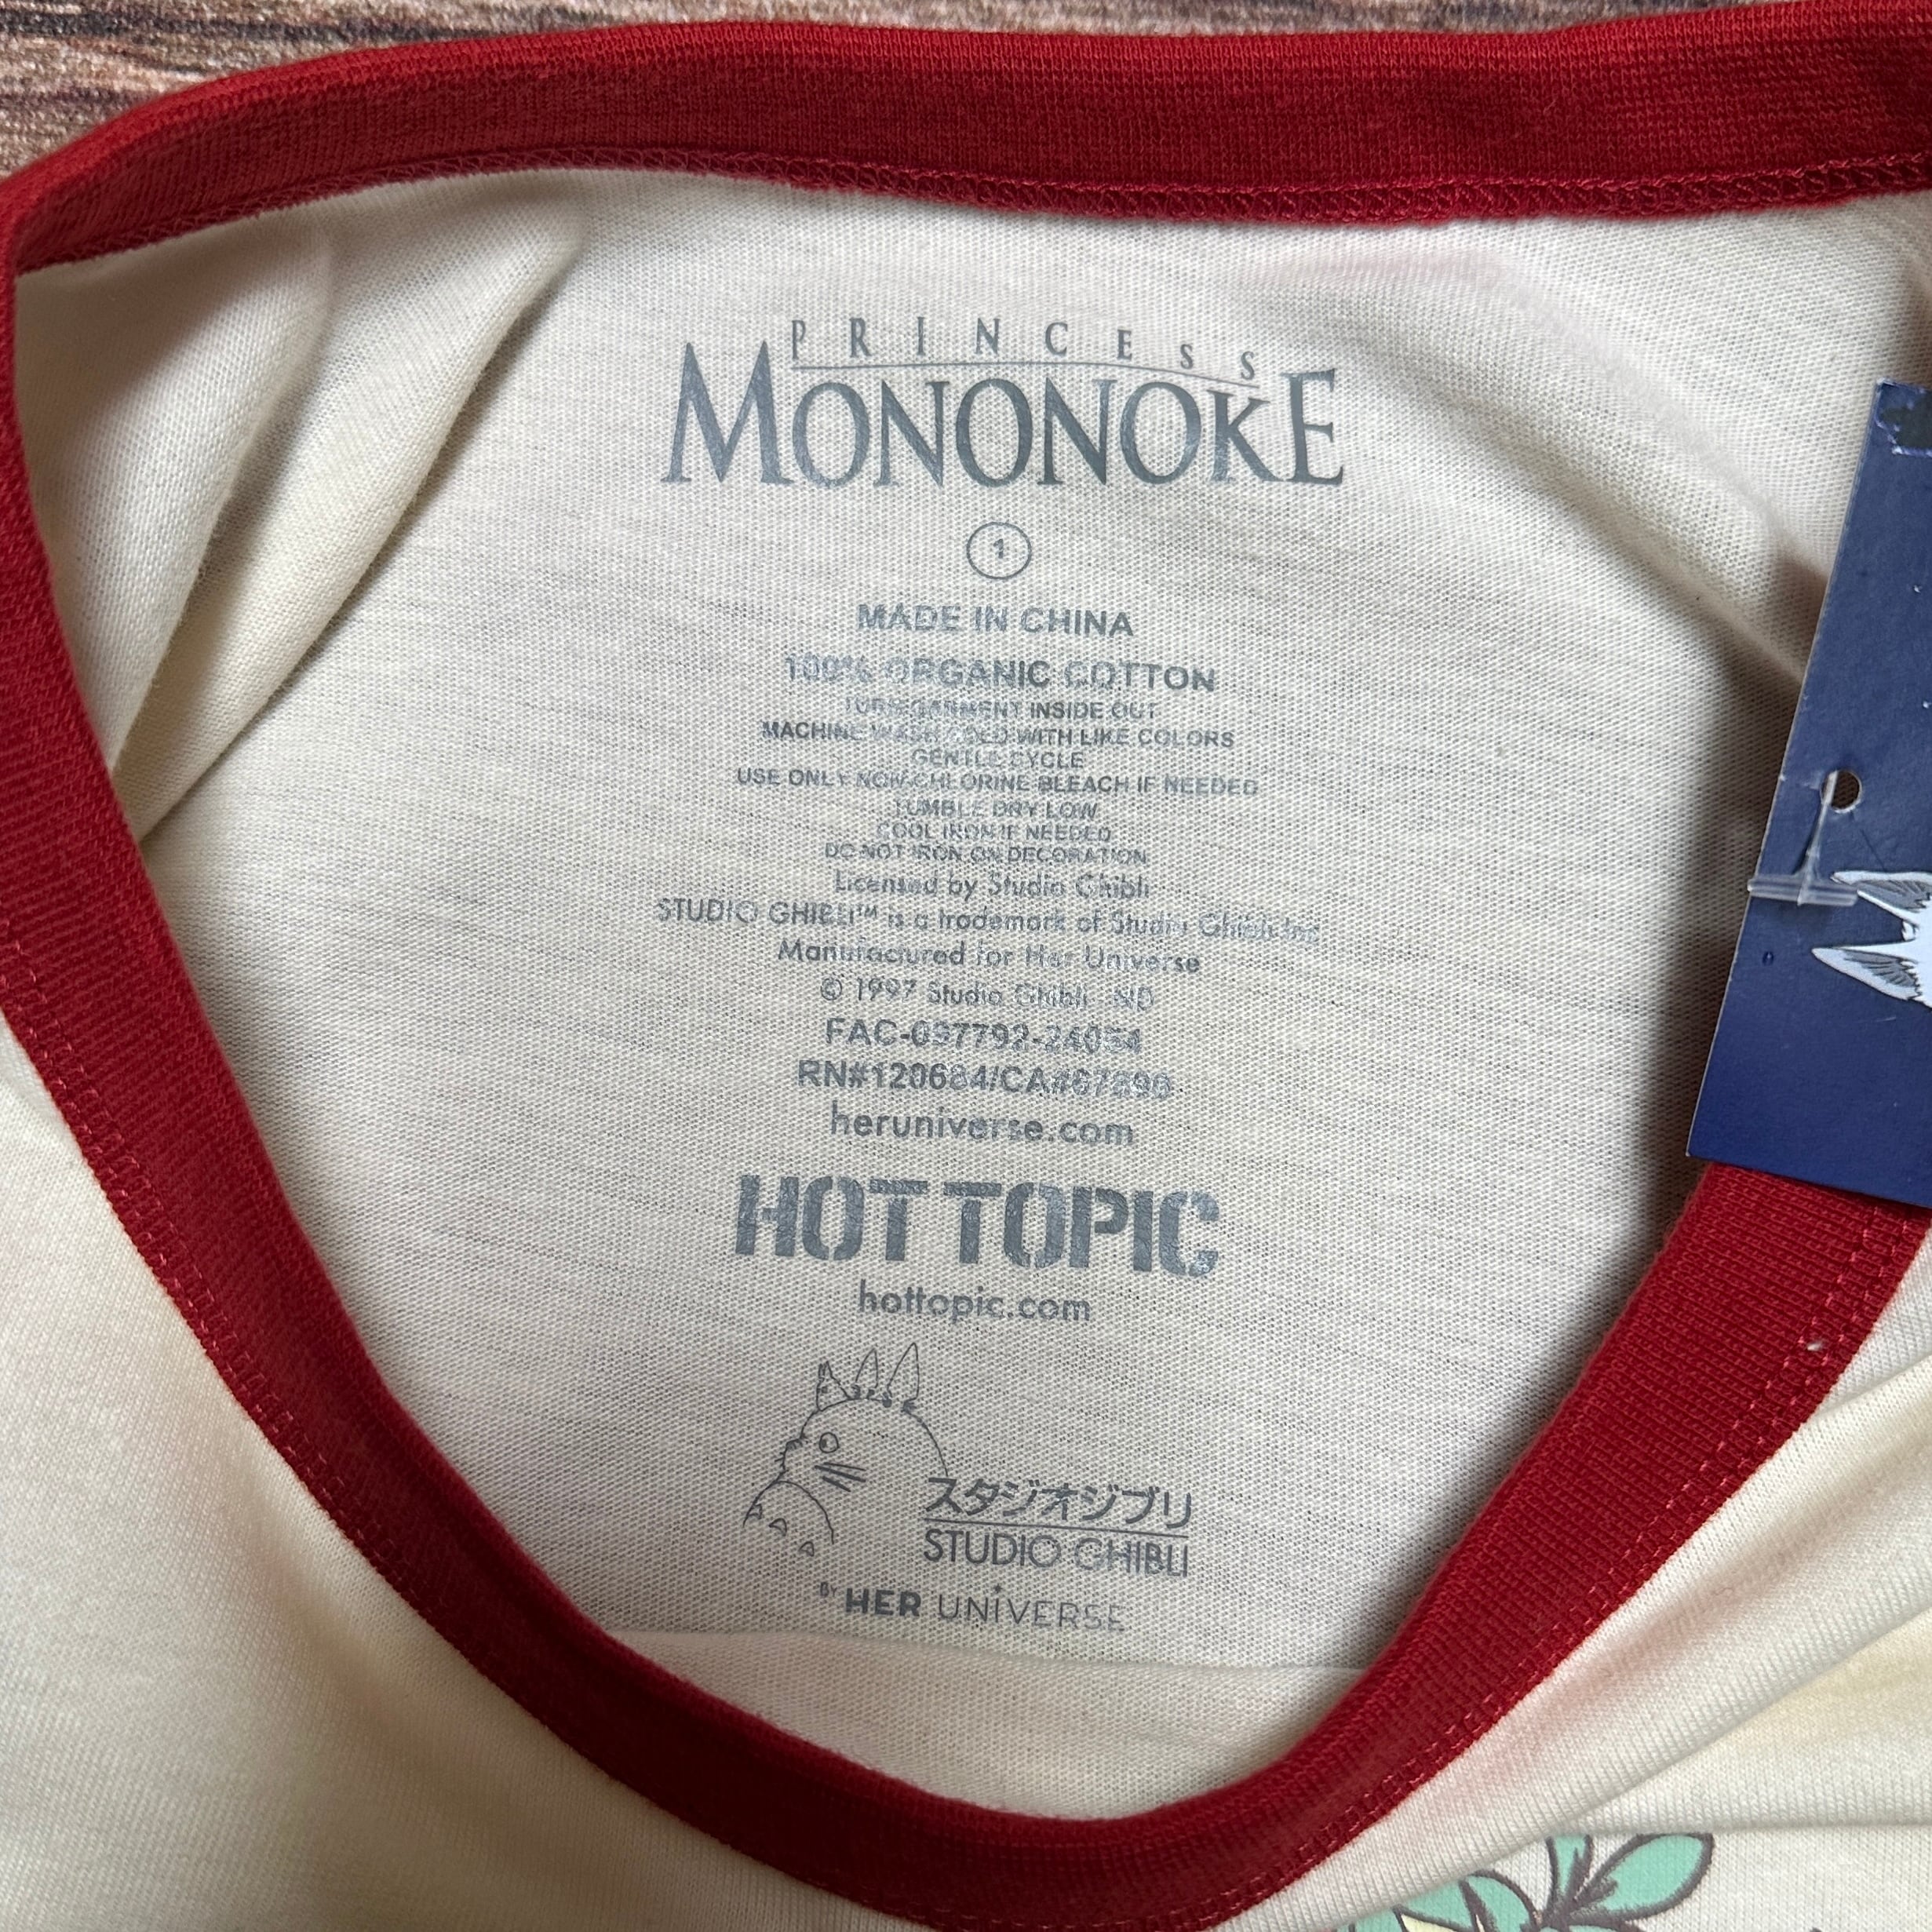 PRINCESS
MONONOKE
1
MADE IN CHINA
100% ORGANIC COTTON
TURN GARMENT INSIDE OUT
MACHINE WASH COLD WITH LIKE COLORS
GENTLE CYCLE
USE ONLY NON-CHLORINE BLEACH IF NEEDED
TUMBLE DRY LOW
COOL IRON IF NEEDED
DO NOT IRON ON DECORATION
Licensed by Studio Ghibli
STUDIO GHIBLI™ is a trademark of Studio Ghibli Inc
Manufactured for Her Universe
© 1997 Studio Ghibli - ND
FAC-097792-24054
RN#120684/CA#67896
heruniverse.com
HOT TOPIC
hottopic.com
スタジオジブリ
STUDIO GHIBLI
BY HER UNIVERSE